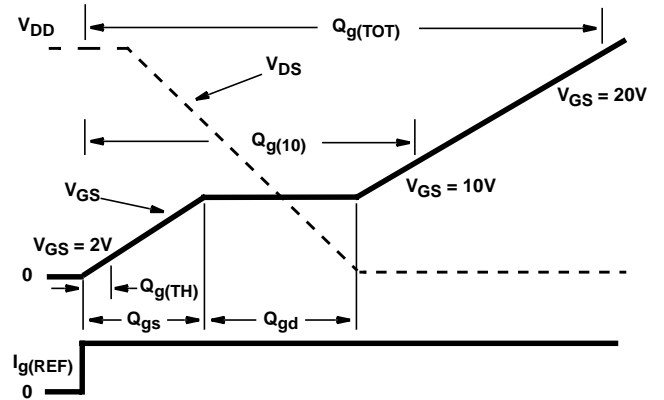 V_DD
Q_g(TOT)
V_DS
V_GS = 20V
Q_g(10)
V_GS
V_GS = 10V
V_GS = 2V
0
Q_g(TH)
Q_gs
Q_gd
I_g(REF)
0